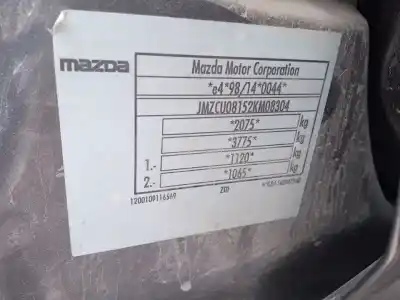 mazda
Mazda Motor Corporation
*e4*98/14*0044*
JMZCU08152KM08304
*2075* kg
*3775* kg
1.- *1120* kg
2.- *1065* kg
1200109116569 ZXD